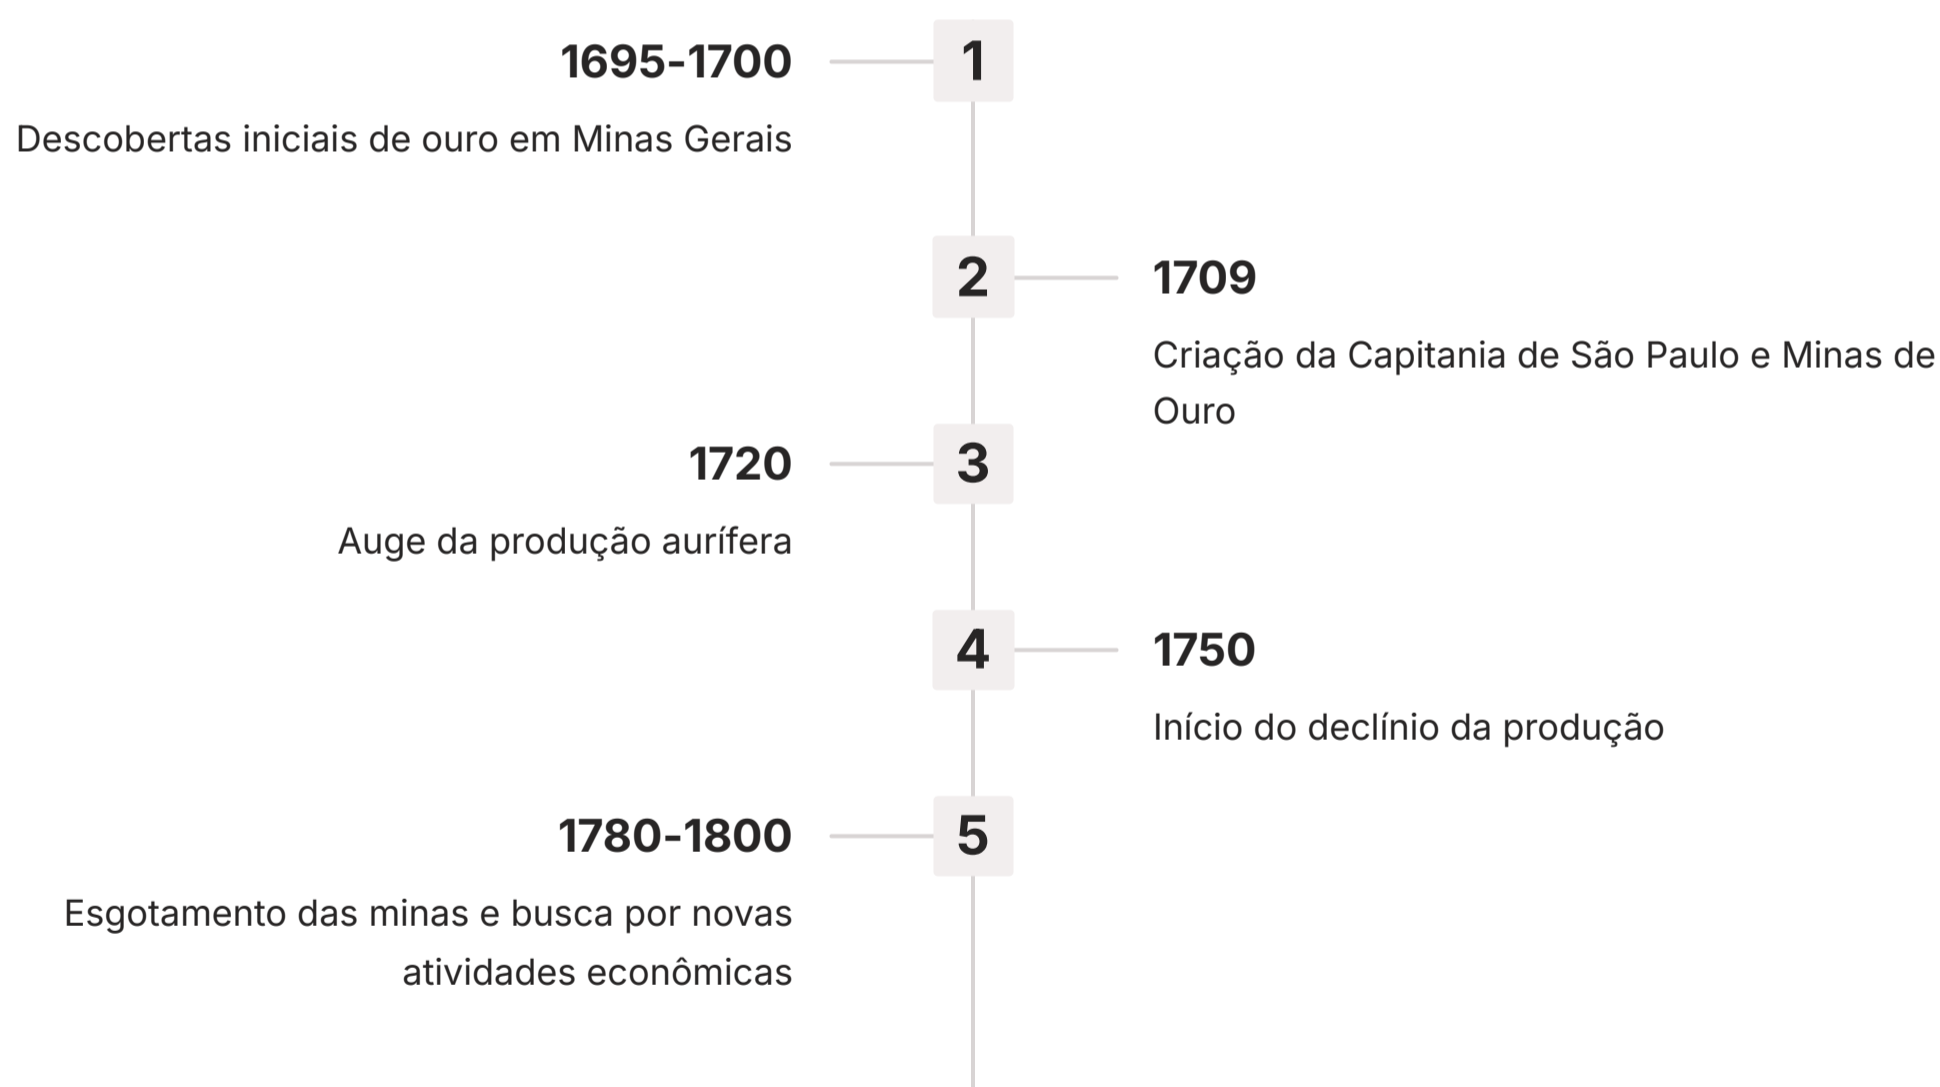 1695-1700
1
Descobertas iniciais de ouro em Minas Gerais
2
1709
Criação da Capitania de São Paulo e Minas de
Ouro
1720
3
Auge da produção aurífera
4
1750
Início do declínio da produção
1780-1800
5
Esgotamento das minas e busca por novas
atividades econômicas